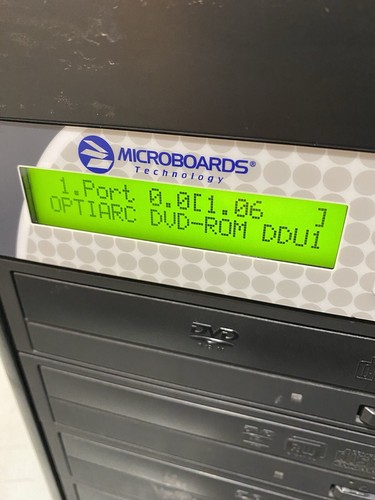 MICROBOARDS®
Technology
1.Port 0.0[1.06 ]
OPTIARC DVD-ROM DDU1
DVD